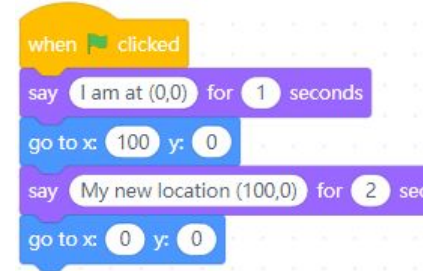 when clicked
say I am at (0,0) for 1 seconds
go to x: 100 y: 0
say My new location (100,0) for 2 sec
go to x: 0 y: 0